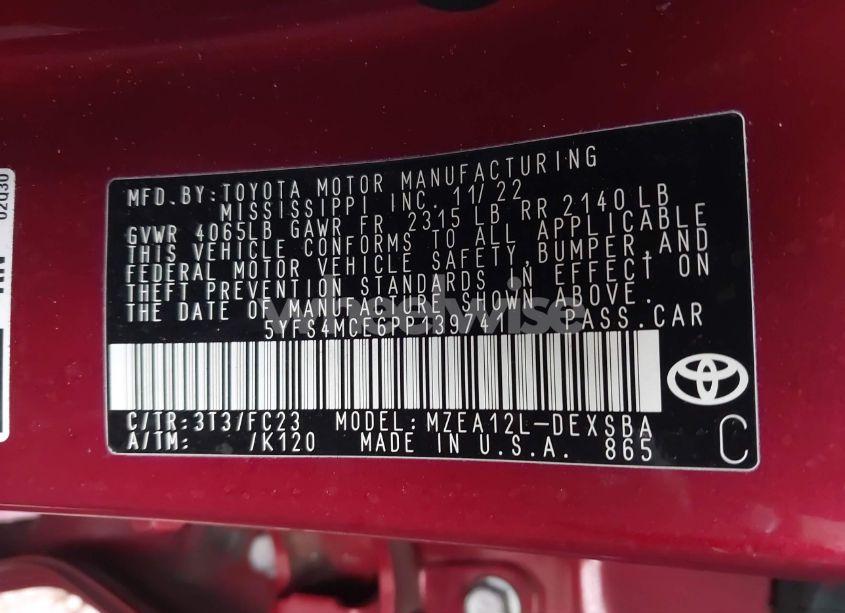 MFD. BY: TOYOTA MOTOR MANUFACTURING
MISSISSIPPI INC. 11/22
GVWR 4065LB GAWR FR 2315 LB RR 2140 LB
THIS VEHICLE CONFORMS TO ALL APPLICABLE
FEDERAL MOTOR VEHICLE SAFETY, BUMPER, AND
THEFT PREVENTION STANDARDS IN EFFECT ON
THE DATE OF MANUFACTURE SHOWN ABOVE.
PASS. CAR
C/TR: 3T3/FC23 MODEL: MZEA12L-DEXSBA
A/TM: /K120 MADE IN U.S.A. 865
C